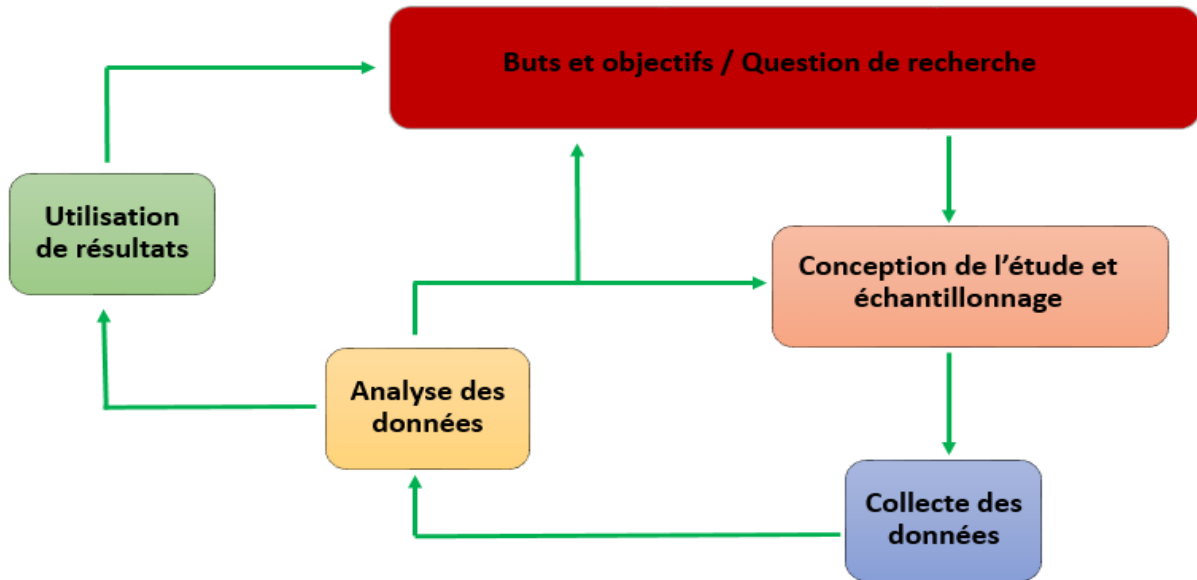 Buts et objectifs / Question de recherche
Utilisation
de résultats
Conception de l’étude et
échantillonnage
Analyse des
données
Collecte des
données